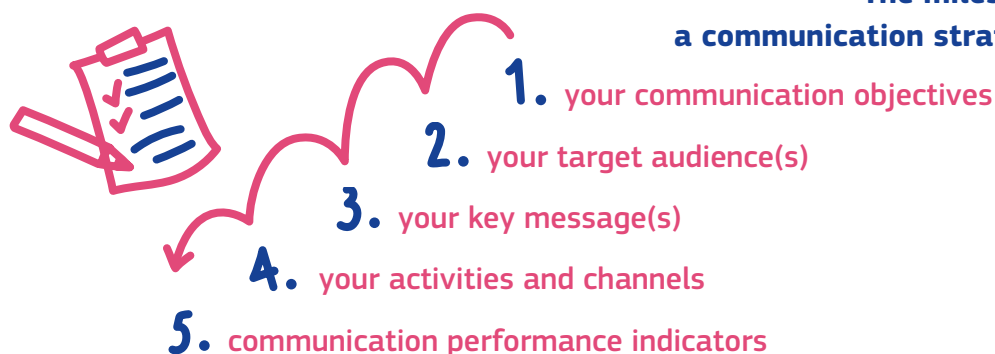 a communication
1. your communication objectives
2. your target audience(s)
3. your key message(s)
4. your activities and channels
5. communication performance indicators